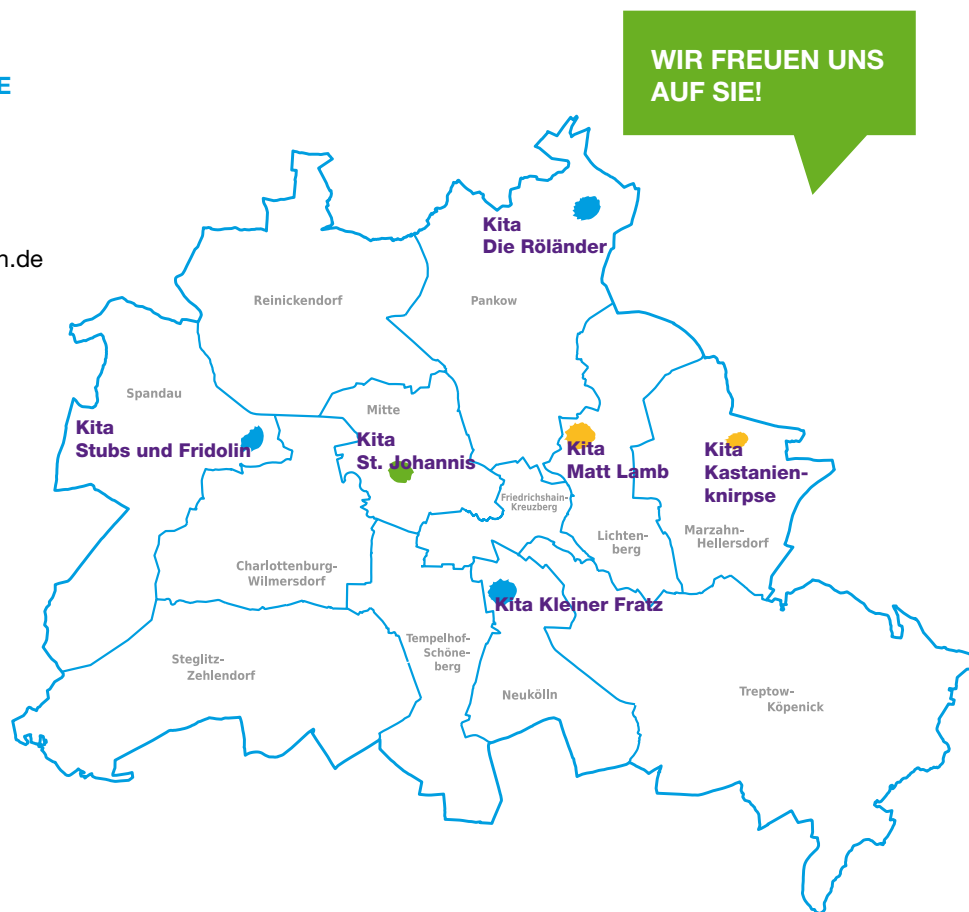 E
WIR FREUEN UNS
AUF SIE!
n.de
Kita
Die Röländer
Reinickendorf
Pankow
Spandau
Mitte
Kita
Stubs und Fridolin
Kita
St. Johannis
Kita
Matt Lamb
Kita
Kastanien-
knirpse
Friedrichshain-
Kreuzberg
Lichten-
berg
Marzahn-
Hellersdorf
Charlottenburg-
Wilmersdorf
Kita Kleiner Fratz
Tempelhof-
Schöne-
berg
Steglitz-
Zehlendorf
Neukölln
Treptow-
Köpenick